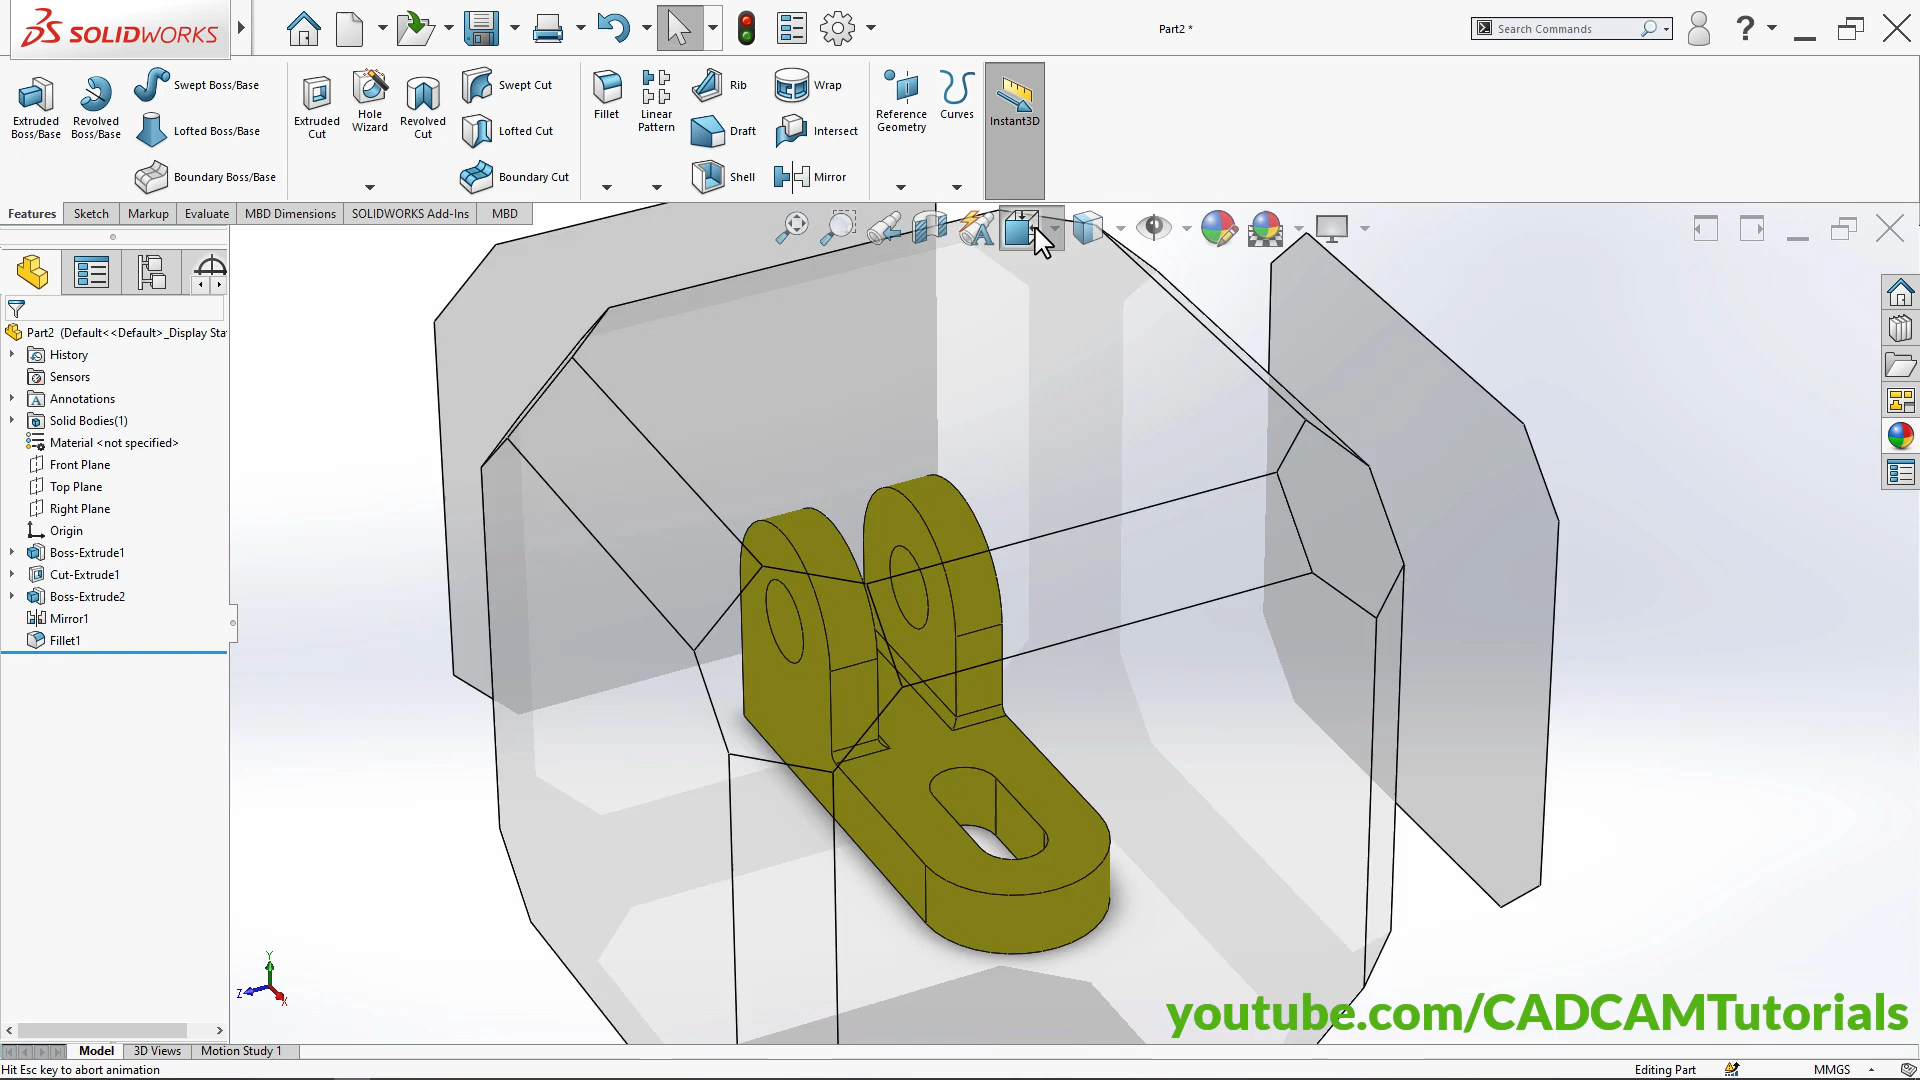 SOLIDWORKS
Part2 *
Search Commands
Extruded Boss/Base
Revolved Boss/Base
Swept Boss/Base
Lofted Boss/Base
Boundary Boss/Base
Extruded Cut
Hole Wizard
Revolved Cut
Swept Cut
Lofted Cut
Boundary Cut
Fillet
Linear Pattern
Rib
Draft
Shell
Wrap
Intersect
Mirror
Reference Geometry
Curves
Instant3D
Features
Sketch
Markup
Evaluate
MBD Dimensions
SOLIDWORKS Add-Ins
MBD
Part2 (Default<<Default>_Display Sta
History
Sensors
Annotations
Solid Bodies(1)
Material <not specified>
Front Plane
Top Plane
Right Plane
Origin
Boss-Extrude1
Cut-Extrude1
Boss-Extrude2
Mirror1
Fillet1
Y
Z
X
youtube.com/CADCAMTutorials
Model
3D Views
Motion Study 1
Hit Esc key to abort animation
Editing Part
MMGS